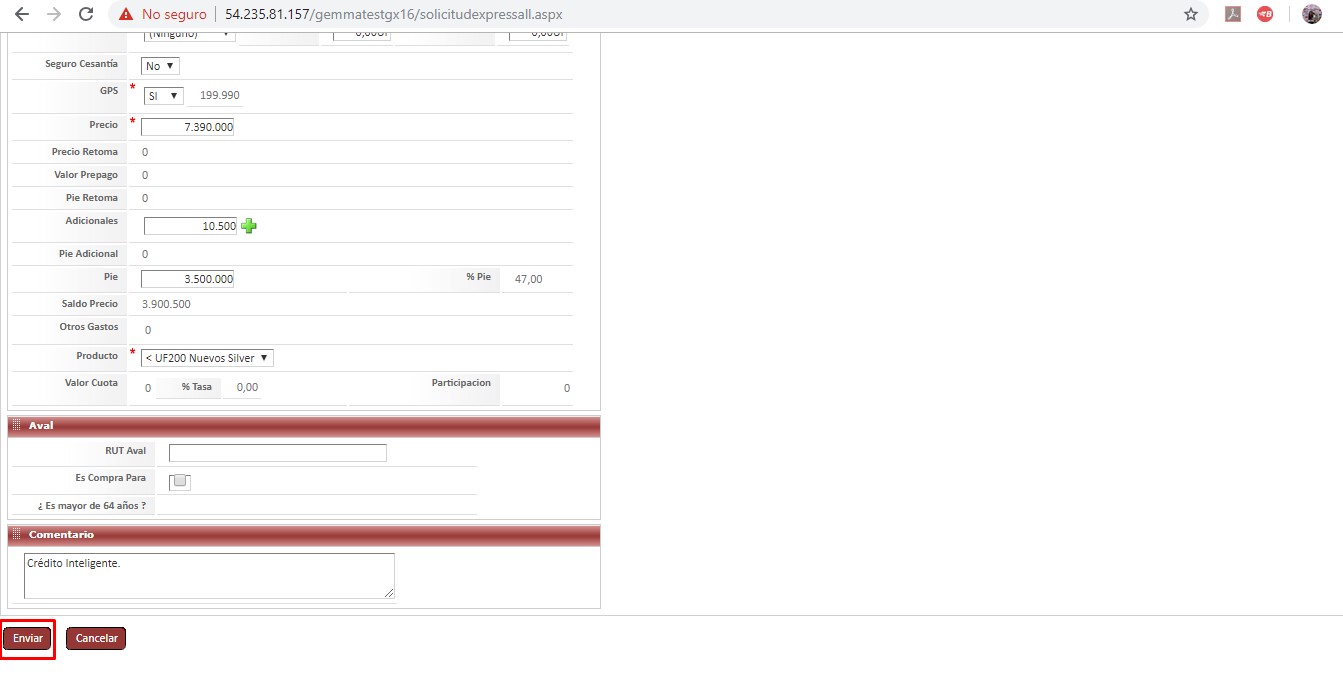 No seguro 54.235.81.157/gemmatestgx16/solicitudexpressall.aspx
(Ninguno)
Seguro Cesantía No
GPS * SI 199.990
Precio * 7.390.000
Precio Retoma 0
Valor Prepago 0
Pie Retoma 0
Adicionales 10.500
Pie Adicional 0
Pie 3.500.000 % Pie 47,00
Saldo Precio 3.900.500
Otros Gastos 0
Producto * < UF200 Nuevos Silver
Valor Cuota 0 % Tasa 0,00 Participacion 0
Aval
RUT Aval
Es Compra Para
¿ Es mayor de 64 años ?
Comentario
Crédito Inteligente.
Enviar Cancelar